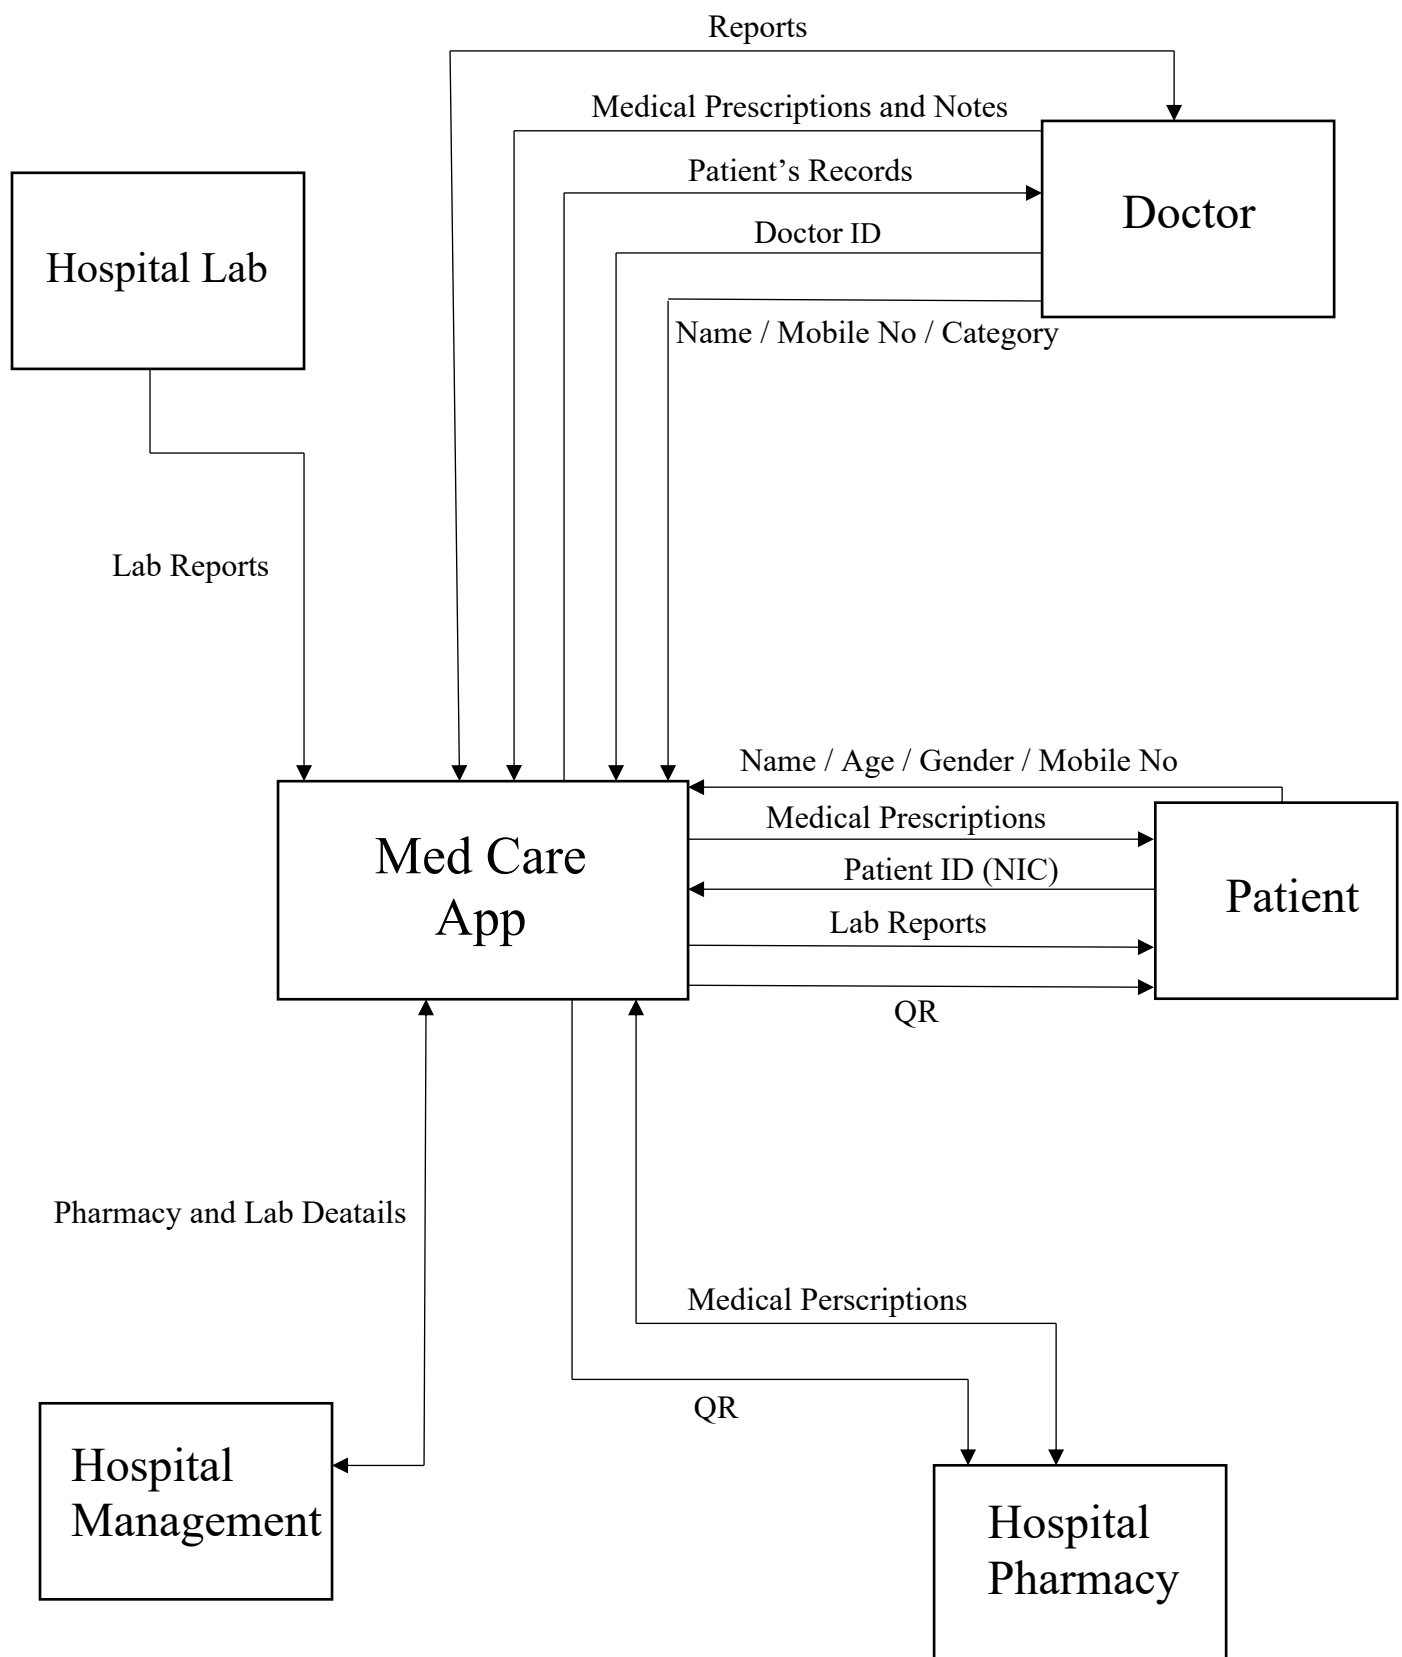 Reports
Medical Prescriptions and Notes
Patient’s Records
Doctor
Doctor ID
Hospital Lab
Name / Mobile No / Category
Lab Reports
Name / Age / Gender / Mobile No
Medical Prescriptions
Med Care
App
Patient ID (NIC)
Patient
Lab Reports
QR
Pharmacy and Lab Deatails
Medical Perscriptions
QR
Hospital
Management
Hospital
Pharmacy